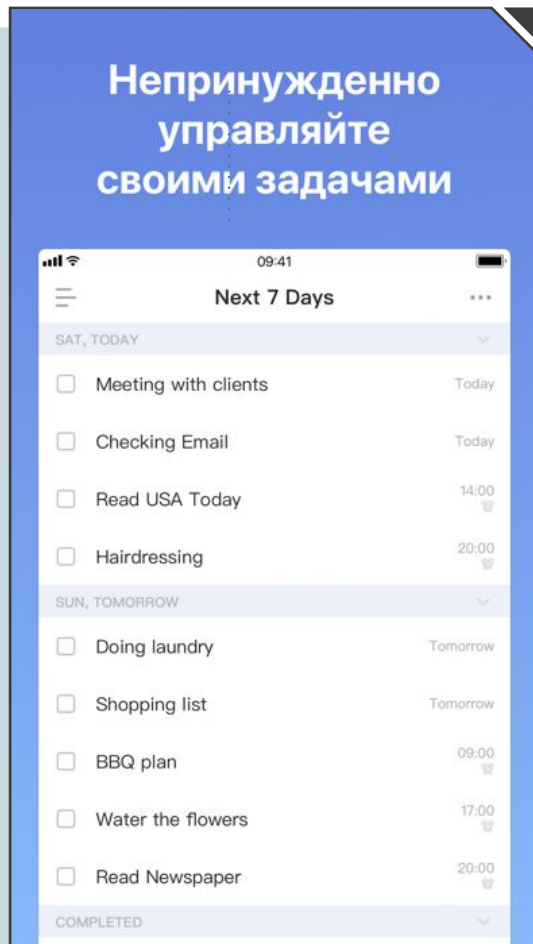 Непринужденно
управляйте
своими задачами
09:41
Next 7 Days
SAT, TODAY
Meeting with clients Today
Checking Email Today
Read USA Today 14:00
Hairdressing 20:00
SUN, TOMORROW
Doing laundry Tomorrow
Shopping list Tomorrow
BBQ plan 09:00
Water the flowers 17:00
Read Newspaper 20:00
COMPLETED